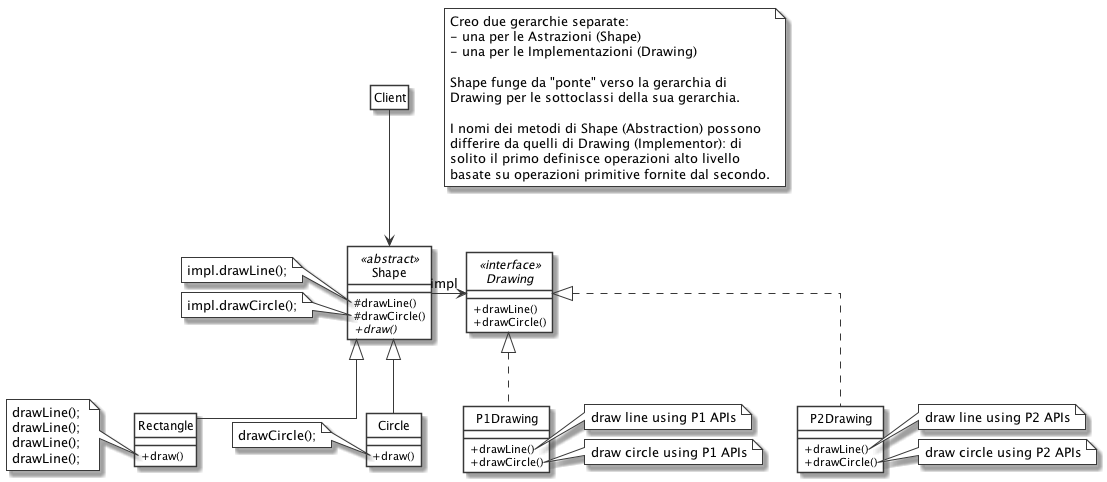 Creo due gerarchie separate:
- una per le Astrazioni (Shape)
- una per le Implementazioni (Drawing)
Shape funge da "ponte" verso la gerarchia di
Drawing per le sottoclassi della sua gerarchia.
I nomi dei metodi di Shape (Abstraction) possono
differire da quelli di Drawing (Implementor): di
solito il primo definisce operazioni alto livello
basate su operazioni primitive fornite dal secondo.
Client
impl.drawLine();
impl.drawCircle();
«abstract»
Shape
#drawLine()
#drawCircle()
+draw()
impl
«interface»
Drawing
+drawLine()
+drawCircle()
drawLine();
drawLine();
drawLine();
drawLine();
Rectangle
+draw()
drawCircle();
Circle
+draw()
P1Drawing
+drawLine()
+drawCircle()
draw line using P1 APIs
draw circle using P1 APIs
P2Drawing
+drawLine()
+drawCircle()
draw line using P2 APIs
draw circle using P2 APIs